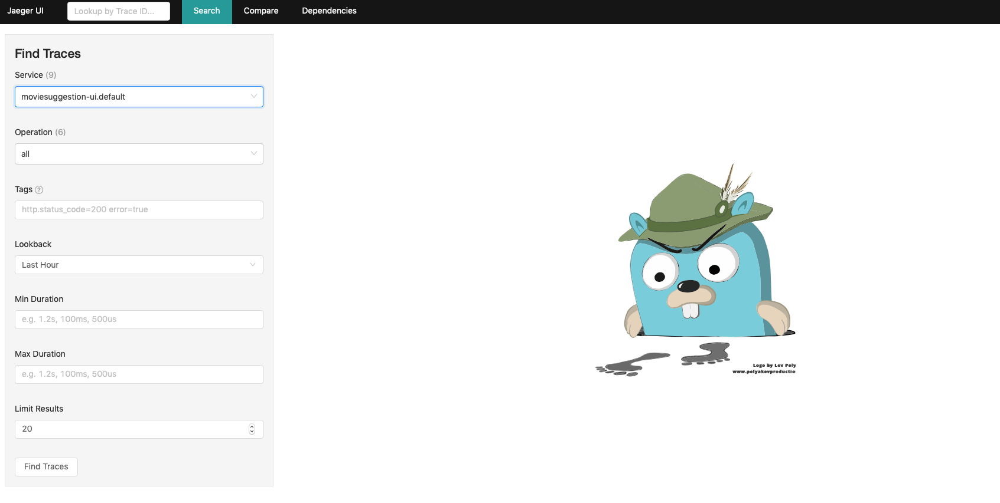 Jaeger UI
Lookup by Trace ID...
Search
Compare
Dependencies
Find Traces
Service (9)
moviesuggestion-ui.default
Operation (6)
all
Tags ?
http.status_code=200 error=true
Lookback
Last Hour
Min Duration
e.g. 1.2s, 100ms, 500us
Max Duration
e.g. 1.2s, 100ms, 500us
Limit Results
20
Find Traces
Logo by Lev Poly
www.polyakovproductio